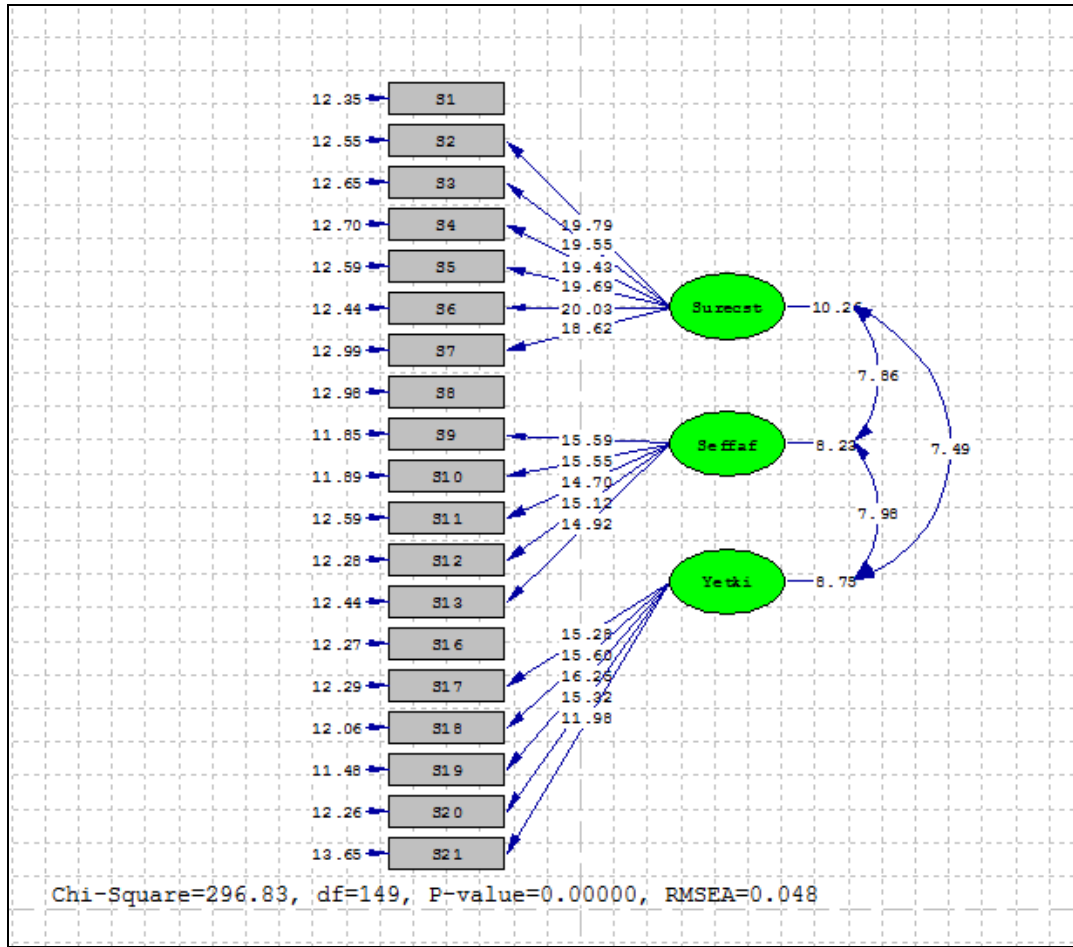 12.35 S1
12.55 S2
12.65 S3
12.70 S4
19.79
19.55
19.43
12.59 S5
19.69
12.44 S6
20.03
Surecst
10.26
18.62
12.99 S7
7.86
12.98 S8
11.85 S9
15.59
Seffaf
8.23
7.49
15.55
11.89 S10
14.70
15.12
12.59 S11
7.98
14.92
12.28 S12
Yetki
8.75
12.44 S13
15.28
12.27 S16
15.60
16.25
12.29 S17
15.32
11.98
12.06 S18
11.48 S19
12.26 S20
13.65 S21
Chi-Square=296.83, df=149, P-value=0.00000, RMSEA=0.048